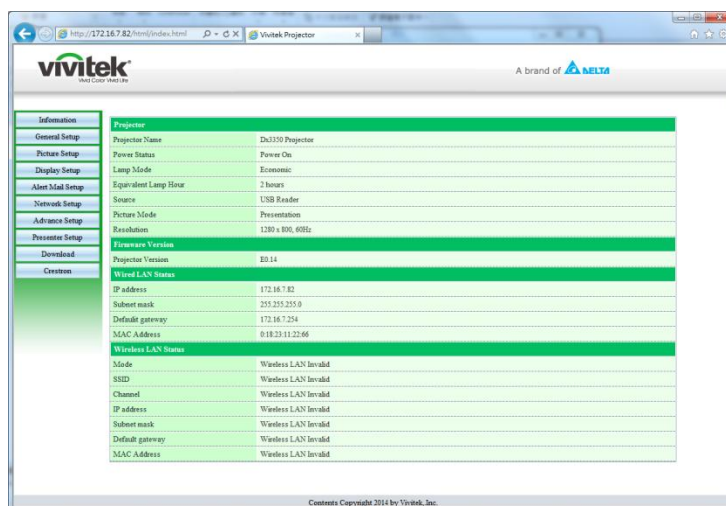 http://172.16.7.82/html/index.html
Vivitek Projector
vivitek
Vivid Color Vivid Life
A brand of DELTA
Information
General Setup
Picture Setup
Display Setup
Alert Mail Setup
Network Setup
Advance Setup
Presenter Setup
Download
Crestron
Projector
Projector Name Dx3350 Projector
Power Status Power On
Lamp Mode Economic
Equivalent Lamp Hour 2 hours
Source USB Reader
Picture Mode Presentation
Resolution 1280 x 800, 60Hz
Firmware Version
Projector Version E0.14
Wired LAN Status
IP address 172.16.7.82
Subnet mask 255.255.255.0
Default gateway 172.16.7.254
MAC Address 0:18:23:11:22:66
Wireless LAN Status
Mode Wireless LAN Invalid
SSID Wireless LAN Invalid
Channel Wireless LAN Invalid
IP address Wireless LAN Invalid
Subnet mask Wireless LAN Invalid
Default gateway Wireless LAN Invalid
MAC Address Wireless LAN Invalid
Contents Copyright 2014 by Vivitek, Inc.